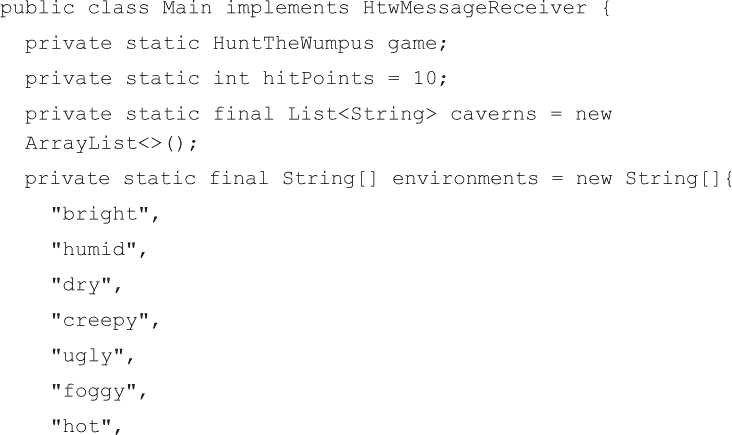 public class Main implements HtwMessageReceiver {
private static HuntTheWumpus game;
private static int hitPoints = 10;
private static final List<String> caverns = new
ArrayList<>();
private static final String[] environments = new String[]{
"bright",
"humid",
"dry",
"creepy",
"ugly",
"foggy",
"hot",